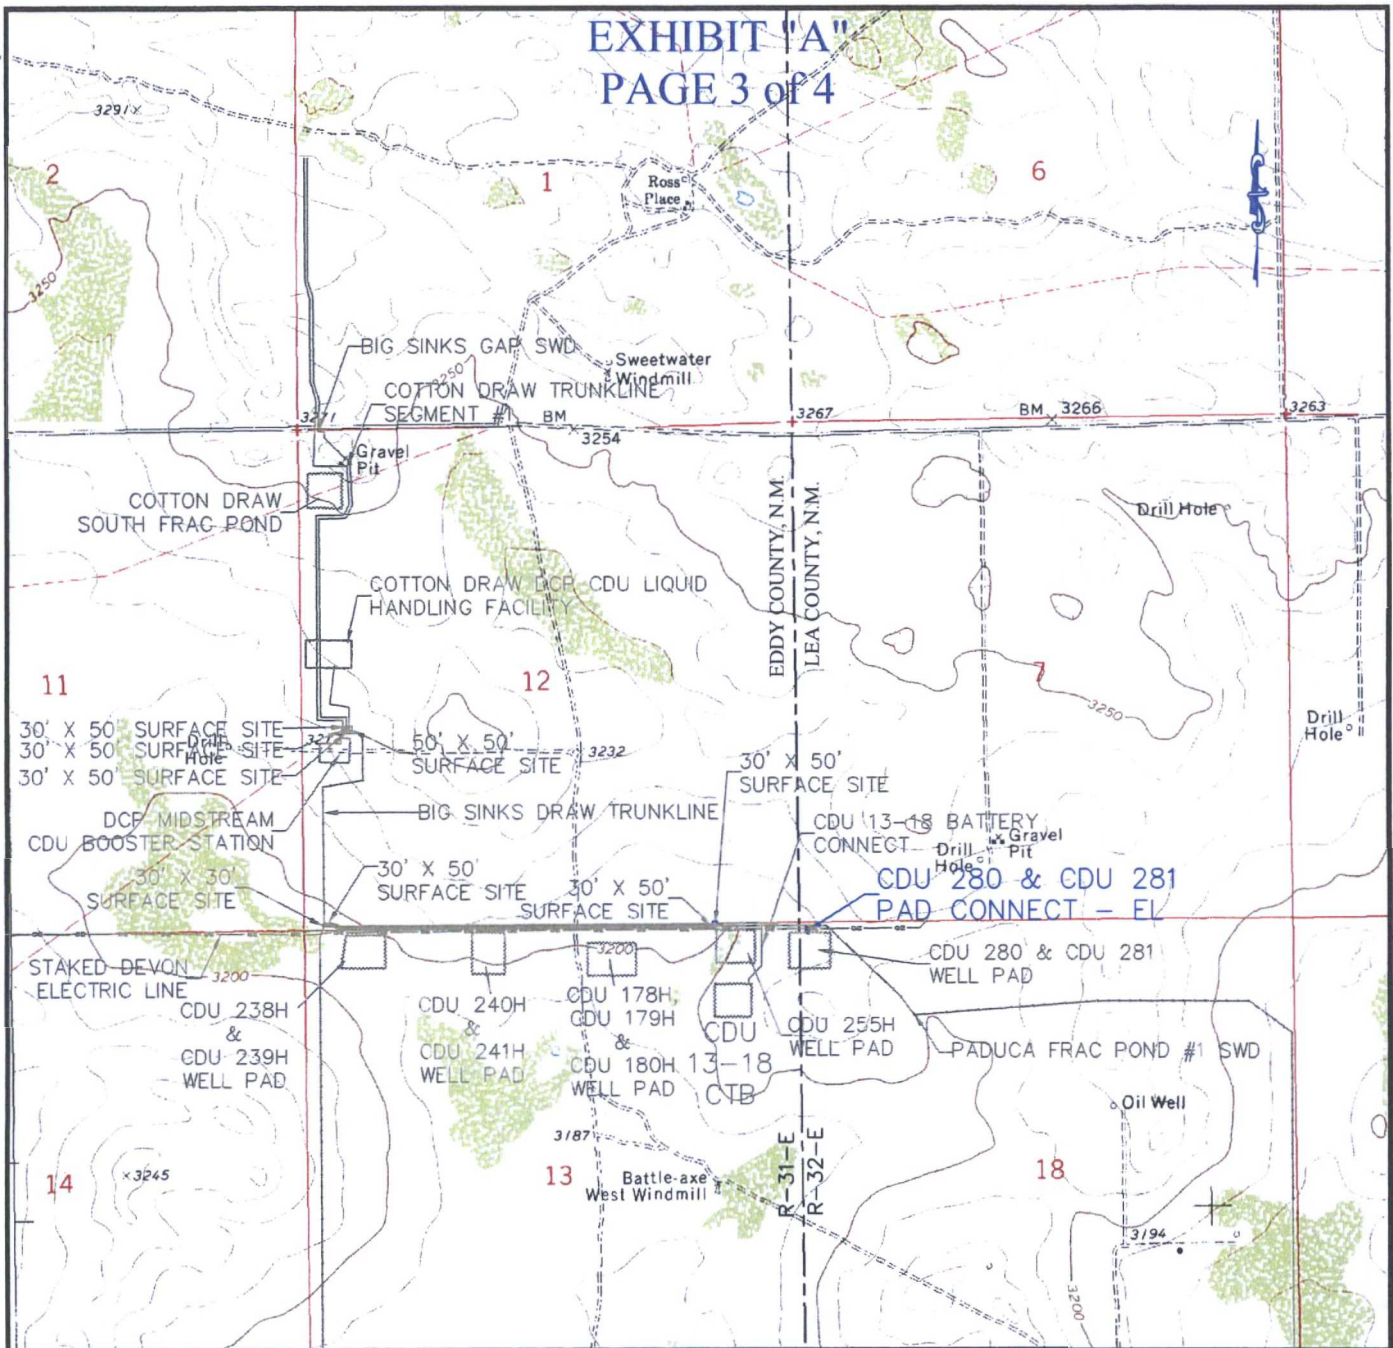 EXHIBIT "A"
PAGE 3 of 4
3291
2
1
6
Ross
Place
3250
BIG SINKS GAP SWD
3250
Sweetwater
Windmill
COTTON DRAW TRUNKLINE
SEGMENT #1
3271
BM
3254
3267
BM
3266
3263
Gravel
Pit
COTTON DRAW
SOUTH FRAC POND
Drill Hole
EDDY COUNTY, N.M.
LEA COUNTY, N.M.
COTTON DRAW DCP CDU LIQUID
HANDLING FACILITY
11
12
7
3250
30' X 50' SURFACE SITE
30' X 50' SURFACE SITE
30' X 50' SURFACE SITE
Drill
Hole
50' X 50'
SURFACE SITE
3232
Drill
Hole
30' X 50'
SURFACE SITE
DCP MIDSTREAM
CDU BOOSTER STATION
BIG SINKS DRAW TRUNKLINE
CDU 13-18 BATTERY
CONNECT
Drill
Hole
Gravel
Pit
30' X 30'
SURFACE SITE
30' X 50'
SURFACE SITE
30' X 50'
SURFACE SITE
CDU 280 & CDU 281
PAD CONNECT - EL
STAKED DEVON
ELECTRIC LINE
3200
3200
CDU 280 & CDU 281
WELL PAD
CDU 238H
&
CDU 239H
WELL PAD
CDU 240H
&
CDU 241H
WELL PAD
CDU 178H,
CDU 179H
&
CDU 180H
WELL PAD
CDU
13-18
CTB
CDU 255H
WELL PAD
PADUCA FRAC POND #1 SWD
Oil Well
3187
R-31-E
R-32-E
14
3245
13
Battle-axe
West Windmill
18
3194
3200